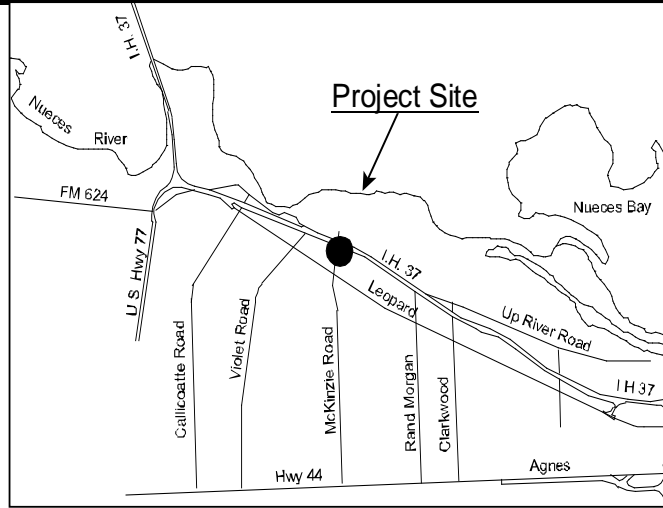 I.H. 37
Project Site
Nueces
River
FM 624
Nueces Bay
U S Hwy 77
I.H. 37
Leopard
Up River Road
Callicoatte Road
Violet Road
McKinzie Road
Rand Morgan
Clarkwood
I H 37
Hwy 44
Agnes